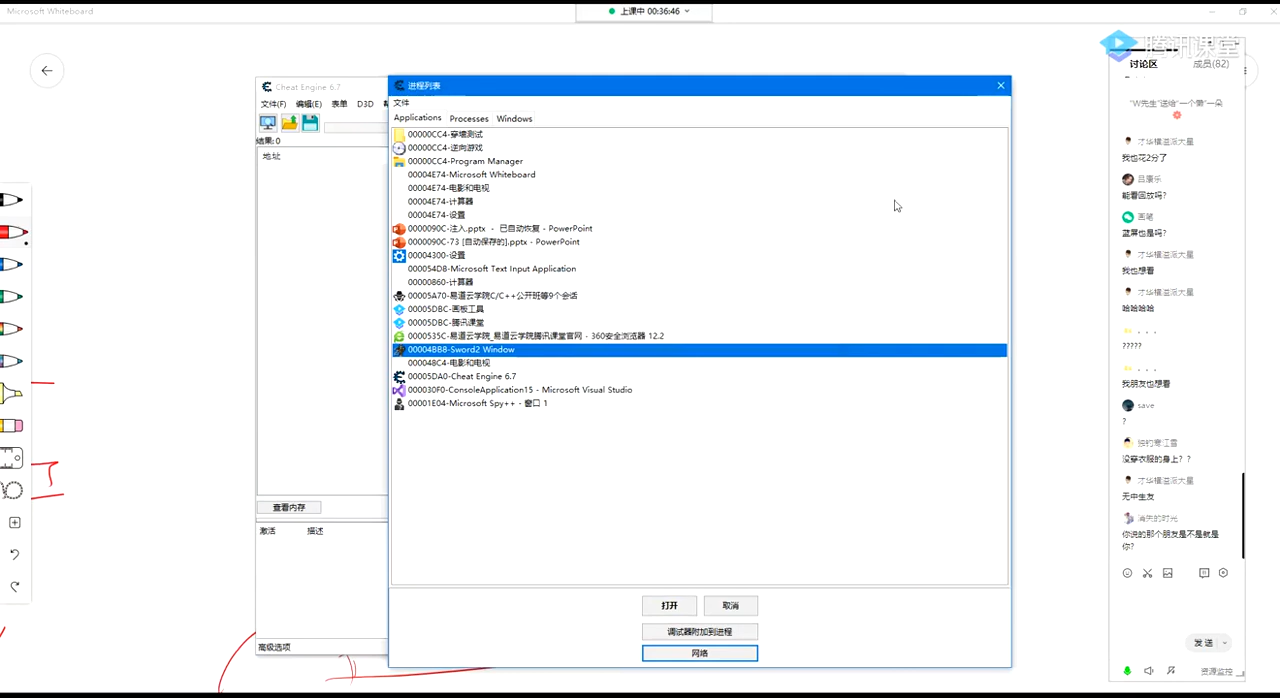 Microsoft Whiteboard
上课中 00:36:46
腾讯课堂
讨论区
成员(82)
Cheat Engine 6.7
文件(F) 编辑(E) 表单 D3D
结果: 0
地址
查看内存
激活 描述
高级选项
进程列表
文件
Applications Processes Windows
00000CC4-穿墙测试
00000CC4-逆向游戏
00000CC4-Program Manager
00004E74-Microsoft Whiteboard
00004E74-电影和电视
00004E74-计算器
00004E74-设置
0000090C-注入.pptx - 已自动恢复 - PowerPoint
0000090C-73 [自动保存的].pptx - PowerPoint
00004300-设置
000054D8-Microsoft Text Input Application
00000860-计算器
00005A70-易道云学院C/C++公开班等9个会话
00005DBC-画板工具
00005DBC-腾讯课堂
0000535C-易道云学院_易道云学院腾讯课堂官网 - 360安全浏览器 12.2
00004BB8-Sword2 Window
000048C4-电影和电视
00005DA0-Cheat Engine 6.7
000030F0-ConsoleApplication15 - Microsoft Visual Studio
00001E04-Microsoft Spy++ - 窗口 1
打开
取消
调试器附加到进程
网络
"W先生"送给"一个懒"一朵
才华横溢派大星
我也花2分了
吕康乐
能看回放吗?
画笔
蓝屏也是吗?
才华横溢派大星
我也想看
才华横溢派大星
哈哈哈哈
. . .
?????
. . .
我朋友也想看
save
?
独钓寒江雪
没穿衣服的身上? ?
才华横溢派大星
无中生友
消失的时光
你说的那个朋友是不是就是
你?
发送
资源监控